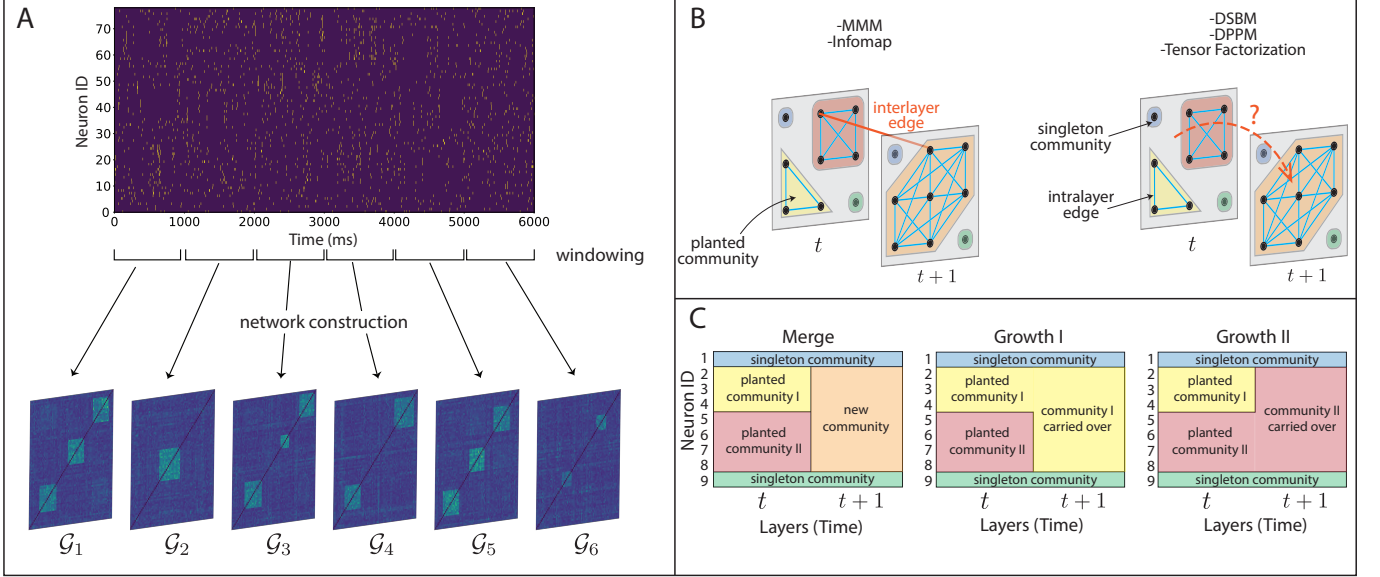 A
Neuron ID
70
60
50
40
30
20
10
0
0 1000 2000 3000 4000 5000 6000
Time (ms)
windowing
network construction
𝒢1 𝒢2 𝒢3 𝒢4 𝒢5 𝒢6
B
-MMM
-Infomap
interlayer
edge
planted
community
t
t + 1
-DSBM
-DPPM
-Tensor Factorization
singleton
community
?
intralayer
edge
t
t + 1
C
Neuron ID
Merge
1
2
3
4
5
6
7
8
9
singleton community
planted
community I
new
community
planted
community II
singleton community
t t + 1
Layers (Time)
Growth I
1
2
3
4
5
6
7
8
9
singleton community
planted
community I
community I
carried over
planted
community II
singleton community
t t + 1
Layers (Time)
Growth II
1
2
3
4
5
6
7
8
9
singleton community
planted
community I
community II
carried over
planted
community II
singleton community
t t + 1
Layers (Time)